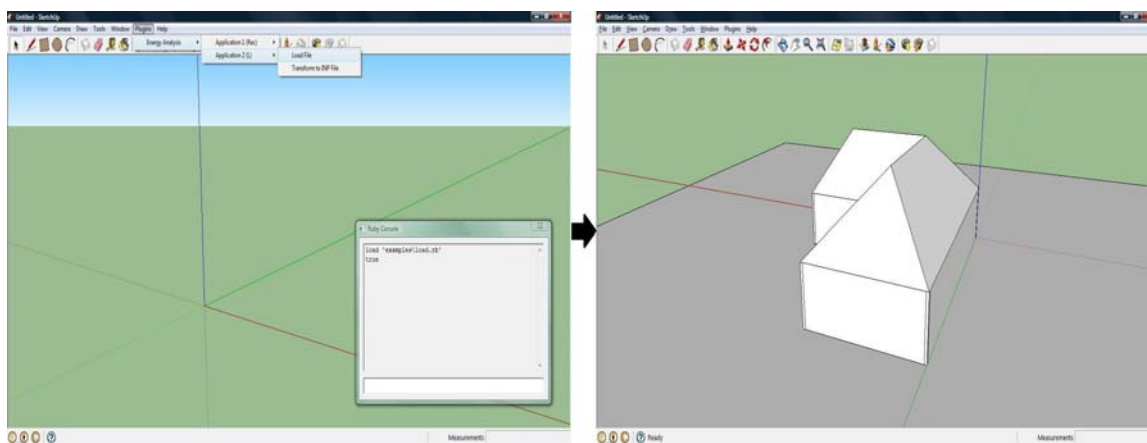 Untitled - SketchUp
File Edit View Camera Draw Tools Window Plugins Help
Energy Analysis
Application 1 (Rec)
Application 2 (L)
Load File
Transform to INP File
Ruby Console
load 'examples\load.rb'
true
Measurements
Untitled - SketchUp
File Edit View Camera Draw Tools Window Plugins Help
Ready
Measurements